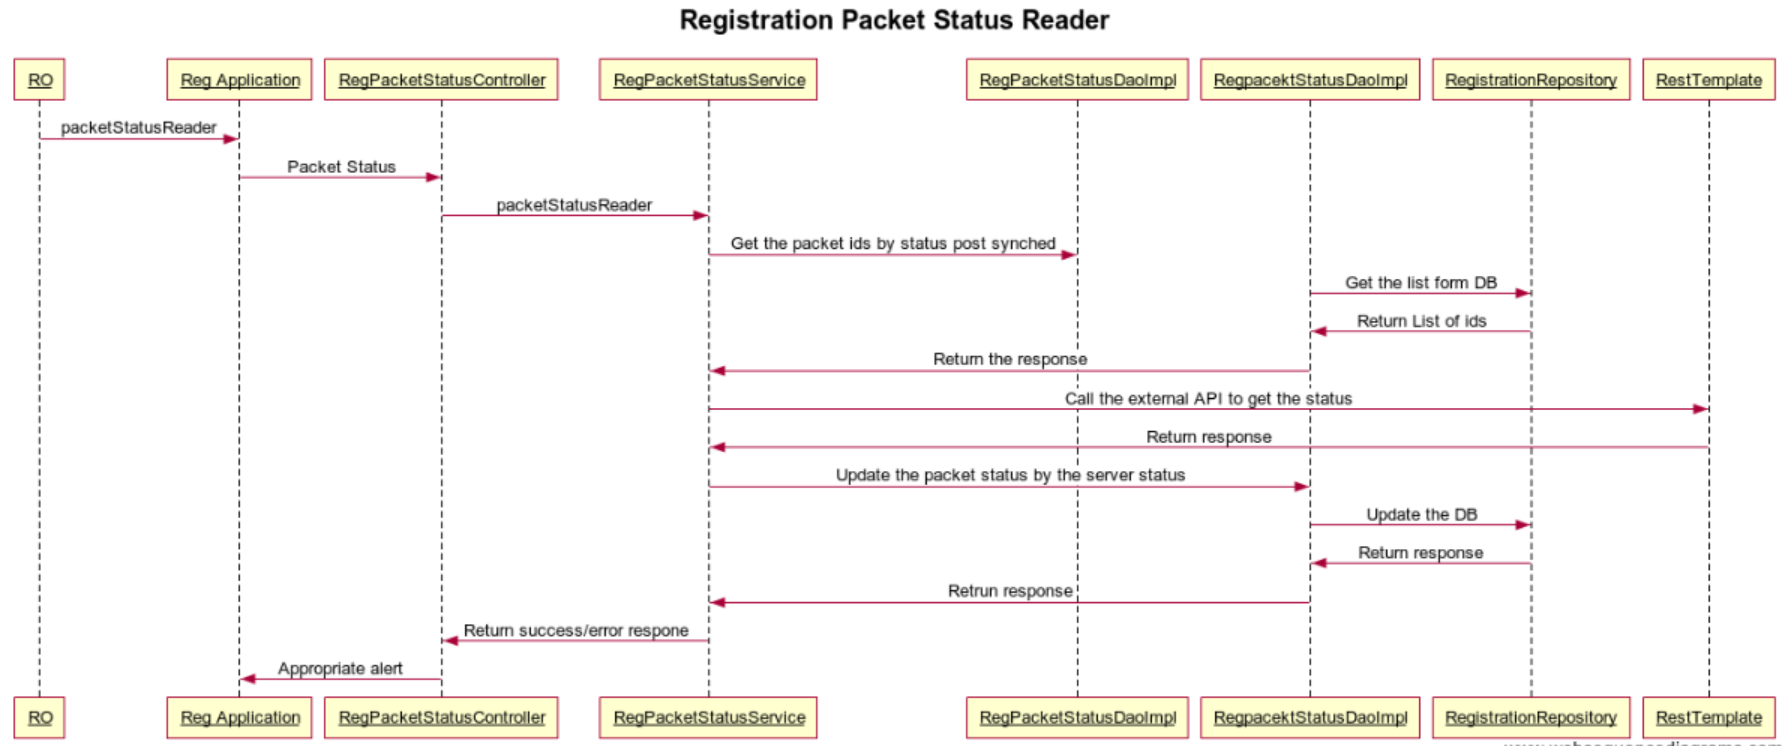 Registration Packet Status Reader
RO
Reg Application
RegPacketStatusController
RegPacketStatusService
RegPacketStatusDaoImpl
RegpacektStatusDaoImpl
RegistrationRepository
RestTemplate
packetStatusReader
Packet Status
packetStatusReader
Get the packet ids by status post synched
Get the list form DB
Return List of ids
Return the response
Call the external API to get the status
Return response
Update the packet status by the server status
Update the DB
Return response
Retrun response
Return success/error respone
Appropriate alert
RO
Reg Application
RegPacketStatusController
RegPacketStatusService
RegPacketStatusDaoImpl
RegpacektStatusDaoImpl
RegistrationRepository
RestTemplate